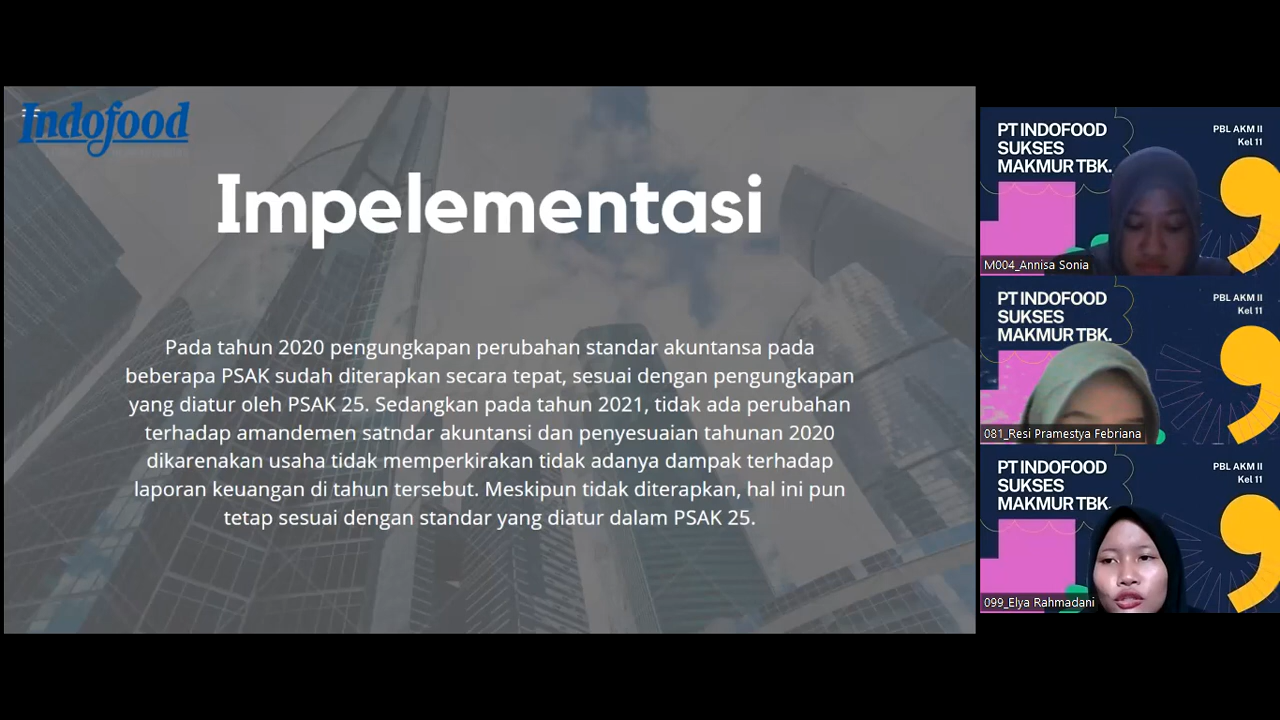 Indofood
Impelementasi
Pada tahun 2020 pengungkapan perubahan standar akuntansa pada
beberapa PSAK sudah diterapkan secara tepat, sesuai dengan pengungkapan
yang diatur oleh PSAK 25. Sedangkan pada tahun 2021, tidak ada perubahan
terhadap amandemen satndar akuntansi dan penyesuaian tahunan 2020
dikarenakan usaha tidak memperkirakan tidak adanya dampak terhadap
laporan keuangan di tahun tersebut. Meskipun tidak diterapkan, hal ini pun
tetap sesuai dengan standar yang diatur dalam PSAK 25.
PT INDOFOOD
SUKSES
MAKMUR TBK.
PBL AKM II
Kel 11
M004_Annisa Sonia
PT INDOFOOD
SUKSES
MAKMUR TBK.
PBL AKM II
Kel 11
081_Resi Pramestya Febriana
PT INDOFOOD
SUKSES
MAKMUR TBK.
PBL AKM II
Kel 11
099_Elya Rahmadani